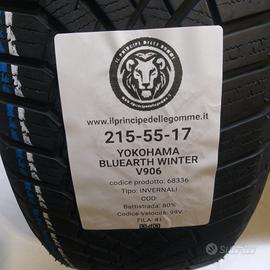 IL PRINCIPE DELLE GOMME
www.ilprincipedellegomme.it
215-55-17
YOKOHAMA
BLUEARTH WINTER
V906
codice prodotto: 68336
Tipo: INVERNALI
COD:
Battistrada: 80%
Codice Velocità: 99V
FILA: 41
subito